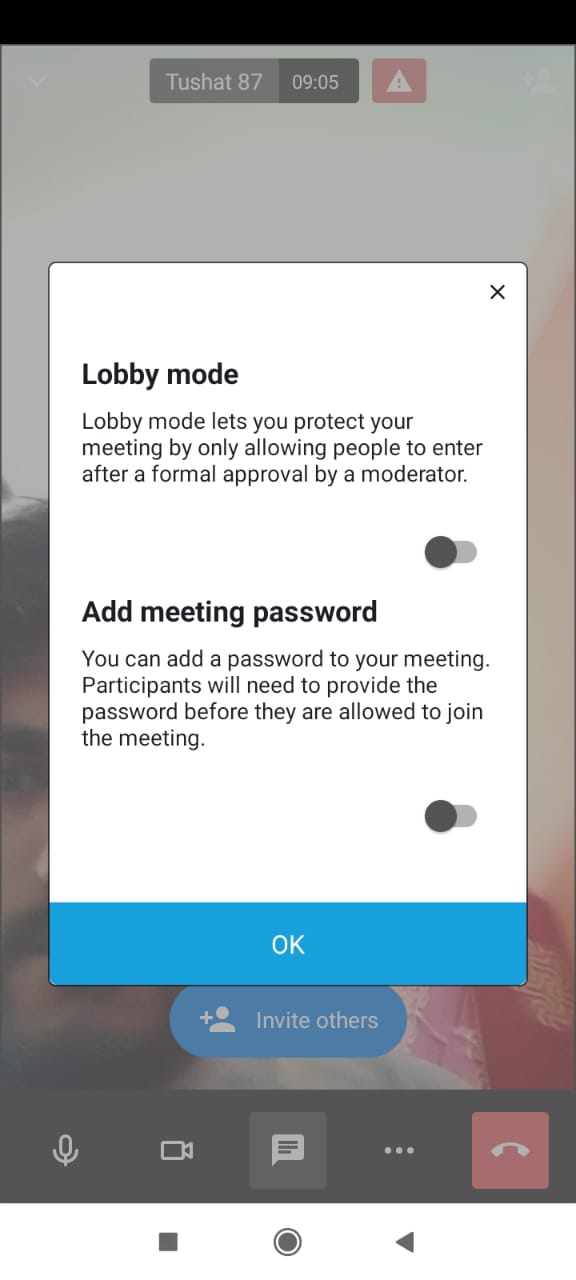 Tushat 87 09:05
Lobby mode
Lobby mode lets you protect your
meeting by only allowing people to enter
after a formal approval by a moderator.
Add meeting password
You can add a password to your meeting.
Participants will need to provide the
password before they are allowed to join
the meeting.
OK
Invite others